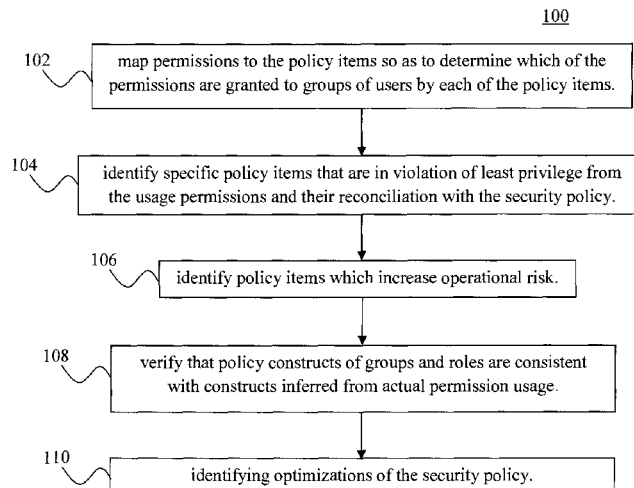 100
102
map permissions to the policy items so as to determine which of the
permissions are granted to groups of users by each of the policy items.
104
identify specific policy items that are in violation of least privilege from
the usage permissions and their reconciliation with the security policy.
106
identify policy items which increase operational risk.
108
verify that policy constructs of groups and roles are consistent
with constructs inferred from actual permission usage.
110
identifying optimizations of the security policy.